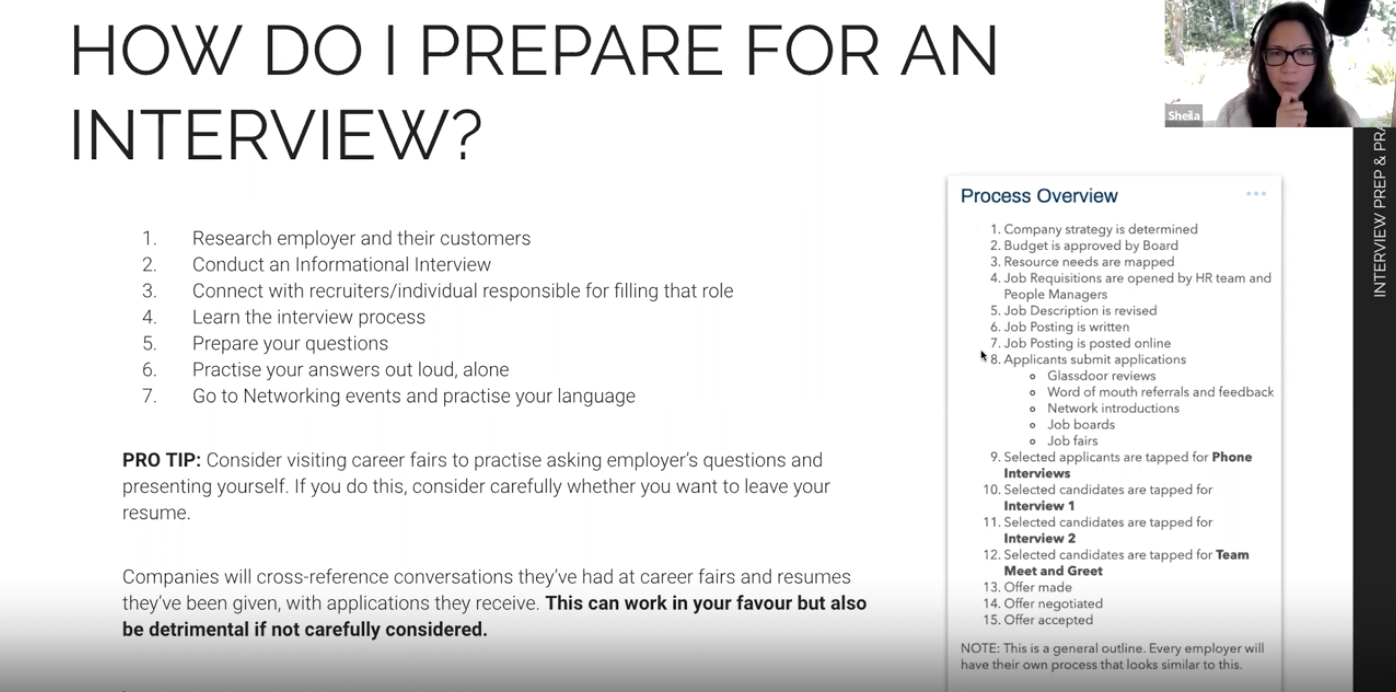 HOW DO I PREPARE FOR AN
INTERVIEW?
1. Research employer and their customers
2. Conduct an Informational Interview
3. Connect with recruiters/individual responsible for filling that role
4. Learn the interview process
5. Prepare your questions
6. Practise your answers out loud, alone
7. Go to Networking events and practise your language
PRO TIP: Consider visiting career fairs to practise asking employer's questions and
presenting yourself. If you do this, consider carefully whether you want to leave your
resume.
Companies will cross-reference conversations they've had at career fairs and resumes
they've been given, with applications they receive. This can work in your favour but also
be detrimental if not carefully considered.
Sheila
INTERVIEW PREP &
Process Overview
1. Company strategy is determined
2. Budget is approved by Board
3. Resource needs are mapped
4. Job Requisitions are opened by HR team and
People Managers
5. Job Description is revised
6. Job Posting is written
7. Job Posting is posted online
8. Applicants submit applications
Glassdoor reviews
Word of mouth referrals and feedback
Network introductions
Job boards
Job fairs
9. Selected applicants are tapped for Phone
Interviews
10. Selected candidates are tapped for
Interview 1
11. Selected candidates are tapped for
Interview 2
12. Selected candidates are tapped for Team
Meet and Greet
13. Offer made
14. Offer negotiated
15. Offer accepted
NOTE: This is a general outline. Every employer will
have their own process that looks similar to this.